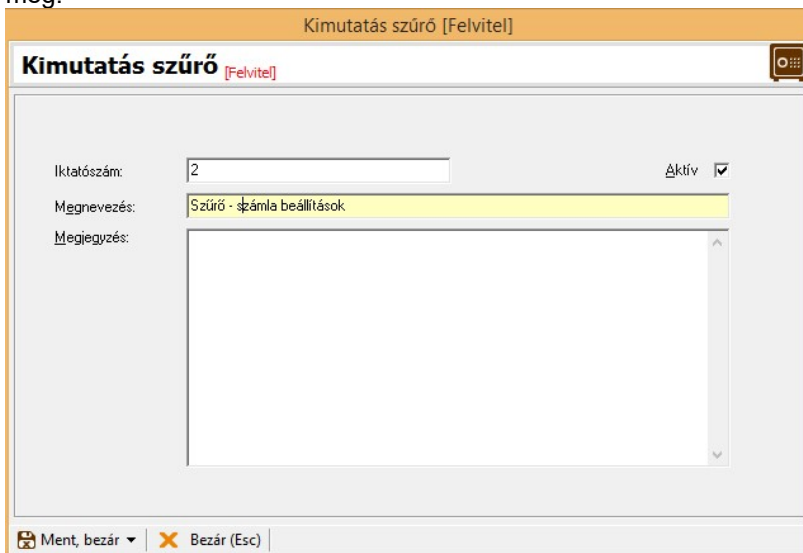 meg.
Kimutatás szűrő [Felvitel]
Kimutatás szűrő [Felvitel]
Iktatószám: 2 Aktív
Megnevezés: Szűrő - számla beállítások
Megjegyzés:
Ment, bezár Bezár (Esc)